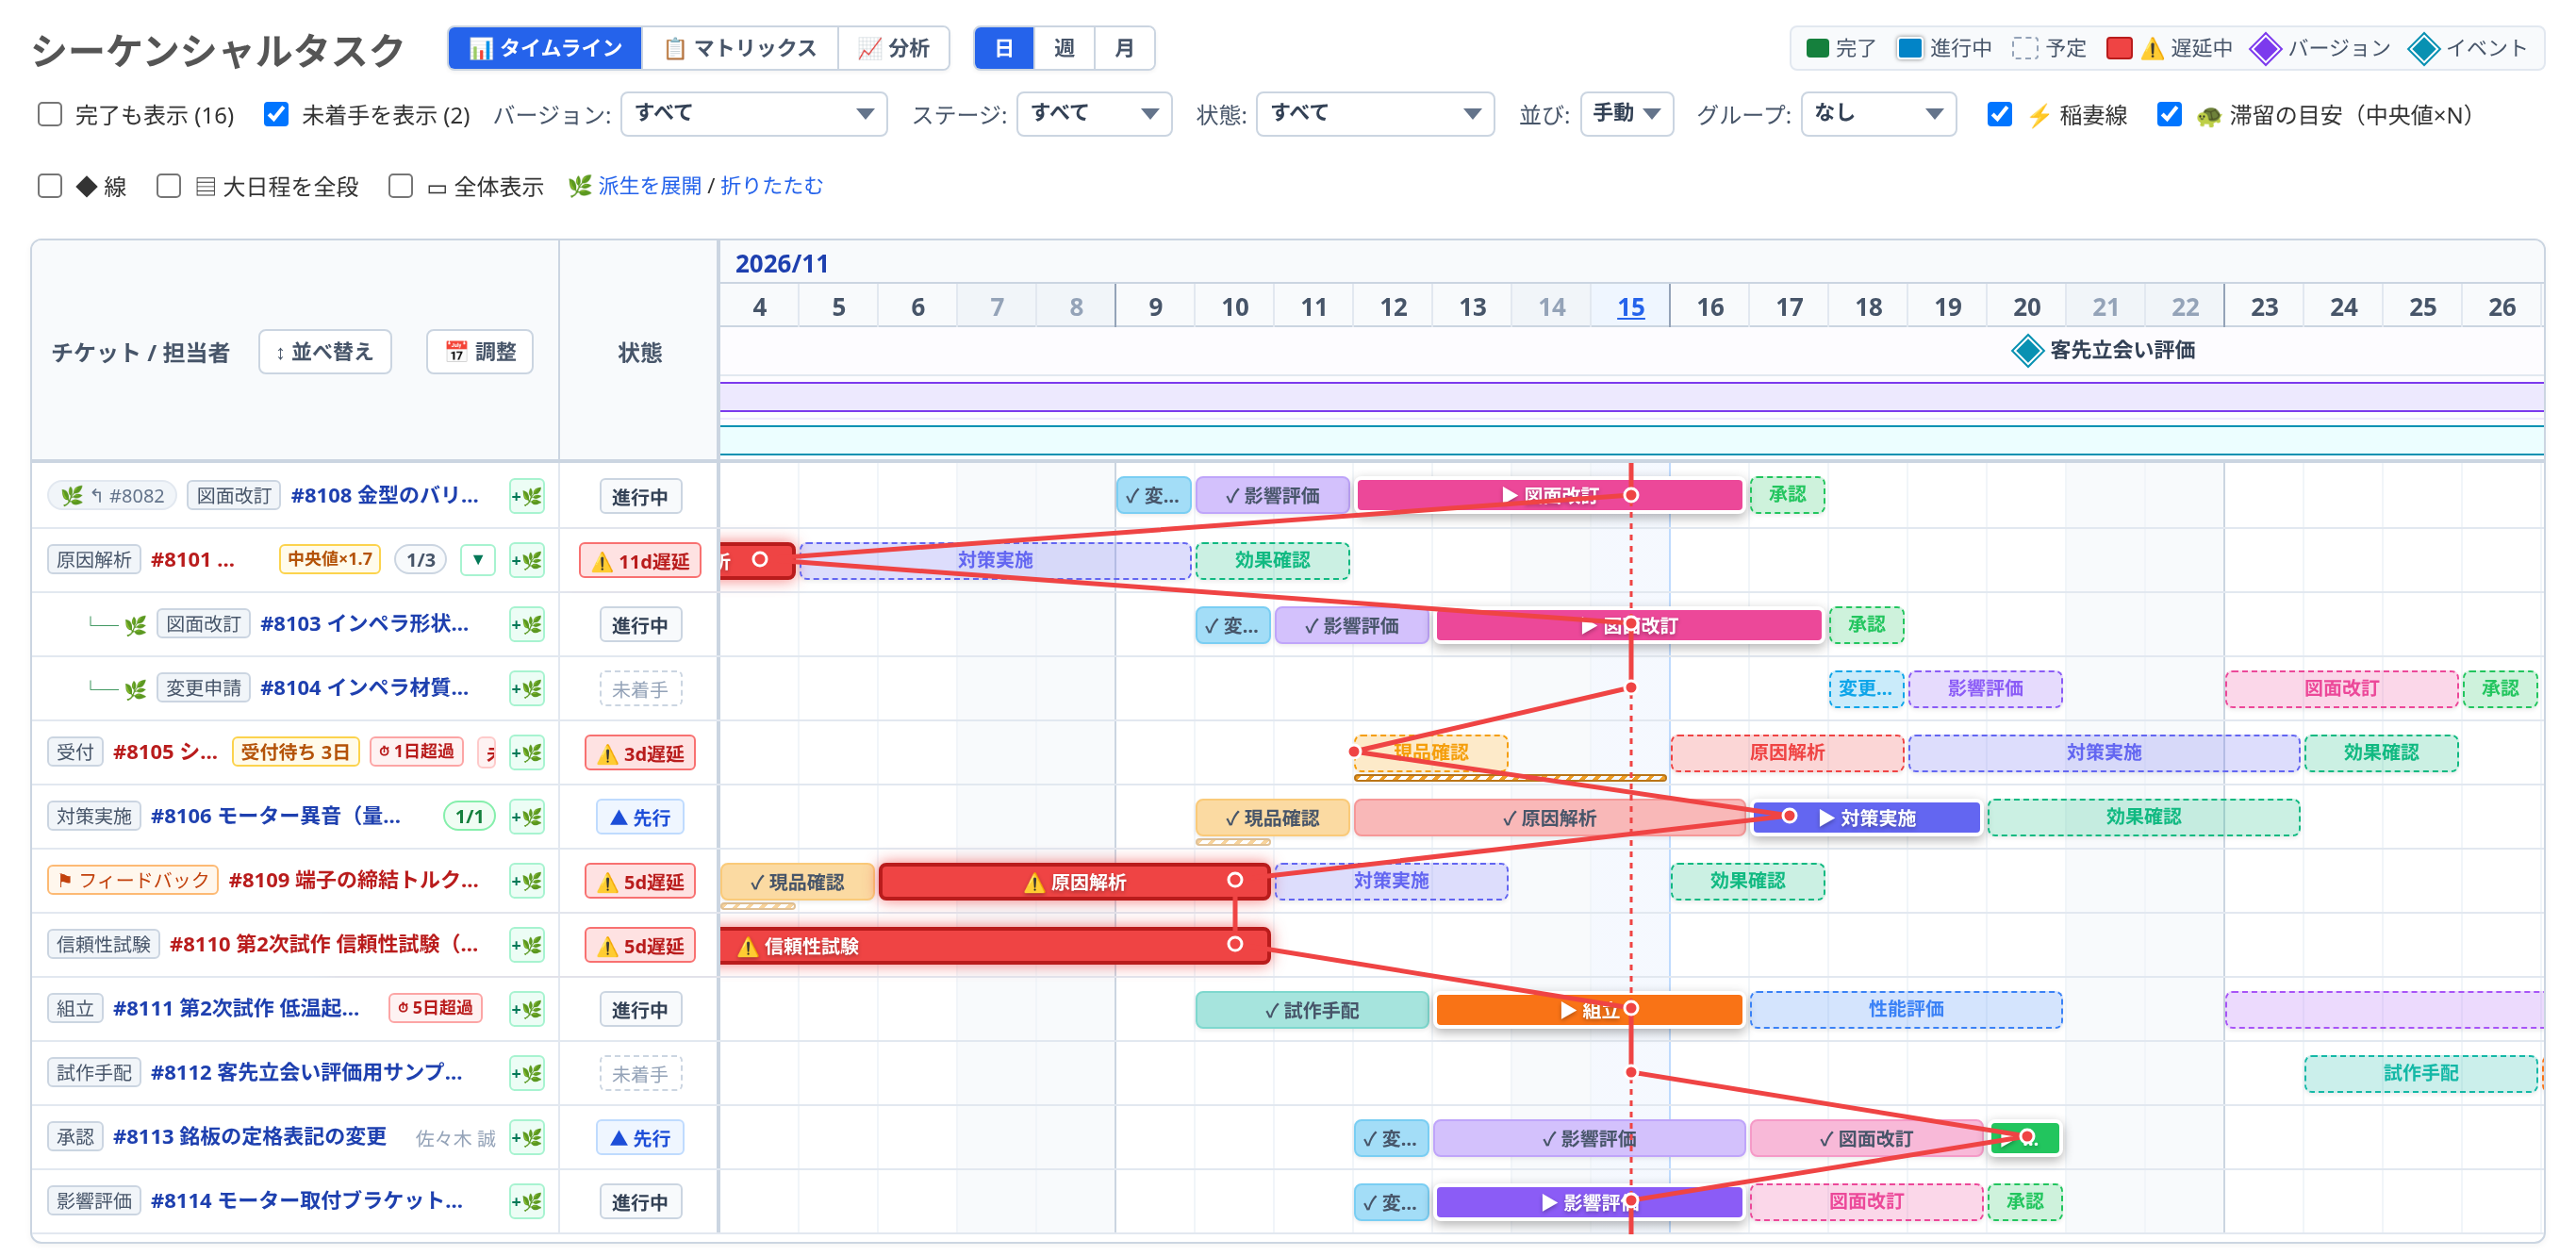 シーケンシャルタスク 📊 タイムライン 📋 マトリックス 📈 分析 日 週 月 完了 進行中 予定 ⚠️ 遅延中 バージョン イベント
完了も表示 (16) 未着手を表示 (2) バージョン: すべて ステージ: すべて 状態: すべて 並び: 手動 グループ: なし ⚡ 稲妻線 🐢 滞留の目安（中央値×N）
◆ 線 ▤ 大日程を全段 ▭ 全体表示 🌿 派生を展開 / 折りたたむ
2026/11
4 5 6 7 8 9 10 11 12 13 14 15 16 17 18 19 20 21 22 23 24 25 26
チケット / 担当者 ↕ 並べ替え 📅 調整 状態
客先立会い評価
🌿 ↰ #8082 図面改訂 #8108 金型のバリ… +🌿 進行中 ✓ 変… ✓ 影響評価 ▶ 図面改訂 承認
原因解析 #8101 … 中央値×1.7 1/3 ▼ +🌿 ⚠️ 11d遅延 析 対策実施 効果確認
🌿 図面改訂 #8103 インペラ形状… +🌿 進行中 ✓ 変… ✓ 影響評価 ▶ 図面改訂 承認
🌿 変更申請 #8104 インペラ材質… +🌿 未着手 変更… 影響評価 図面改訂 承認
受付 #8105 シ… 受付待ち 3日 ⏱ 1日超過 +🌿 ⚠️ 3d遅延 現品確認 原因解析 対策実施 効果確認
対策実施 #8106 モーター異音（量… 1/1 +🌿 ▲ 先行 ✓ 現品確認 ✓ 原因解析 ▶ 対策実施 効果確認
⚑ フィードバック #8109 端子の締結トルク… +🌿 ⚠️ 5d遅延 ✓ 現品確認 ⚠️ 原因解析 対策実施 効果確認
信頼性試験 #8110 第2次試作 信頼性試験（… +🌿 ⚠️ 5d遅延 ⚠️ 信頼性試験
組立 #8111 第2次試作 低温起… ⏱ 5日超過 +🌿 進行中 ✓ 試作手配 ▶ 組立 性能評価
試作手配 #8112 客先立会い評価用サンプ… +🌿 未着手 試作手配
承認 #8113 銘板の定格表記の変更 佐々木 誠 +🌿 ▲ 先行 ✓ 変… ✓ 影響評価 ✓ 図面改訂
影響評価 #8114 モーター取付ブラケット… +🌿 進行中 ✓ 変… ▶ 影響評価 図面改訂 承認